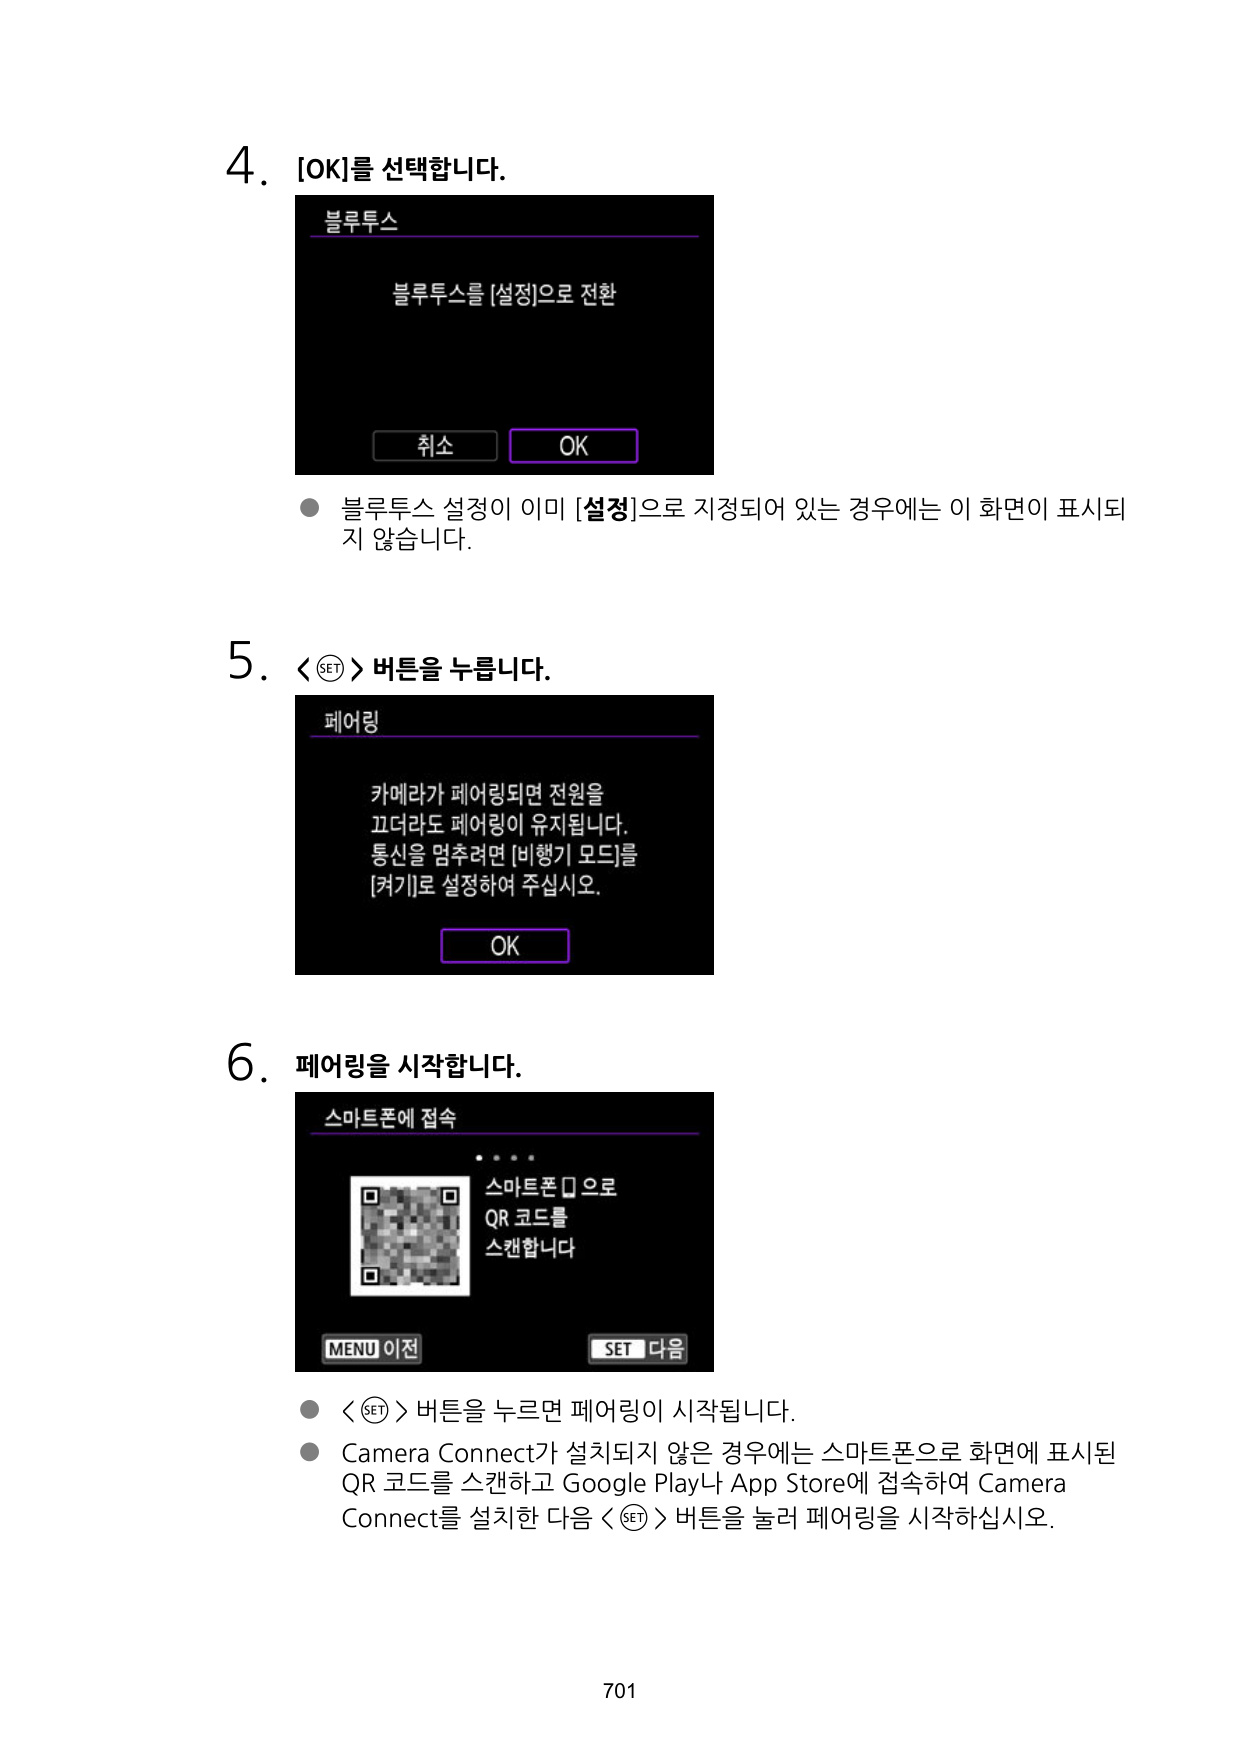 4. [OK]를 선택합니다.
블루투스
블루투스를 [설정]으로 전환
취소 OK
● 블루투스 설정이 이미 [설정]으로 지정되어 있는 경우에는 이 화면이 표시되
지 않습니다.
5. <SET> 버튼을 누릅니다.
페어링
카메라가 페어링되면 전원을
끄더라도 페어링이 유지됩니다.
통신을 멈추려면 [비행기 모드]를
[켜기]로 설정하여 주십시오.
OK
6. 페어링을 시작합니다.
스마트폰에 접속
스마트폰 으로
QR 코드를
스캔합니다
MENU 이전 SET 다음
● <SET> 버튼을 누르면 페어링이 시작됩니다.
● Camera Connect가 설치되지 않은 경우에는 스마트폰으로 화면에 표시된
QR 코드를 스캔하고 Google Play나 App Store에 접속하여 Camera
Connect를 설치한 다음 <SET> 버튼을 눌러 페어링을 시작하십시오.
701